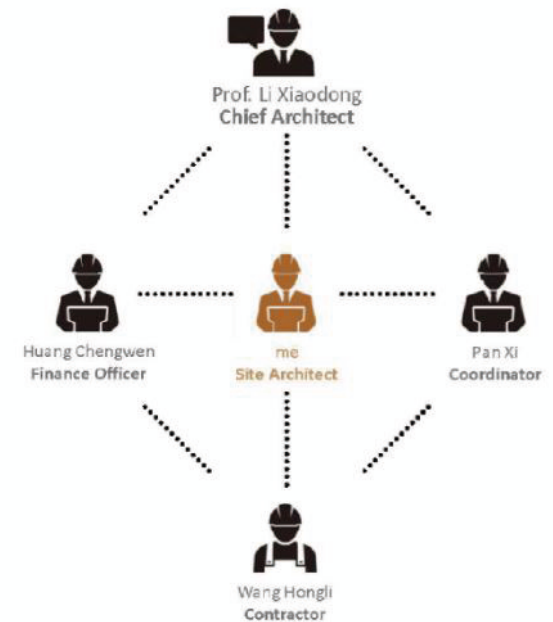 Prof. Li Xiaodong
Chief Architect
Huang Chengwen
Finance Officer
me
Site Architect
Pan Xi
Coordinator
Wang Hongli
Contractor